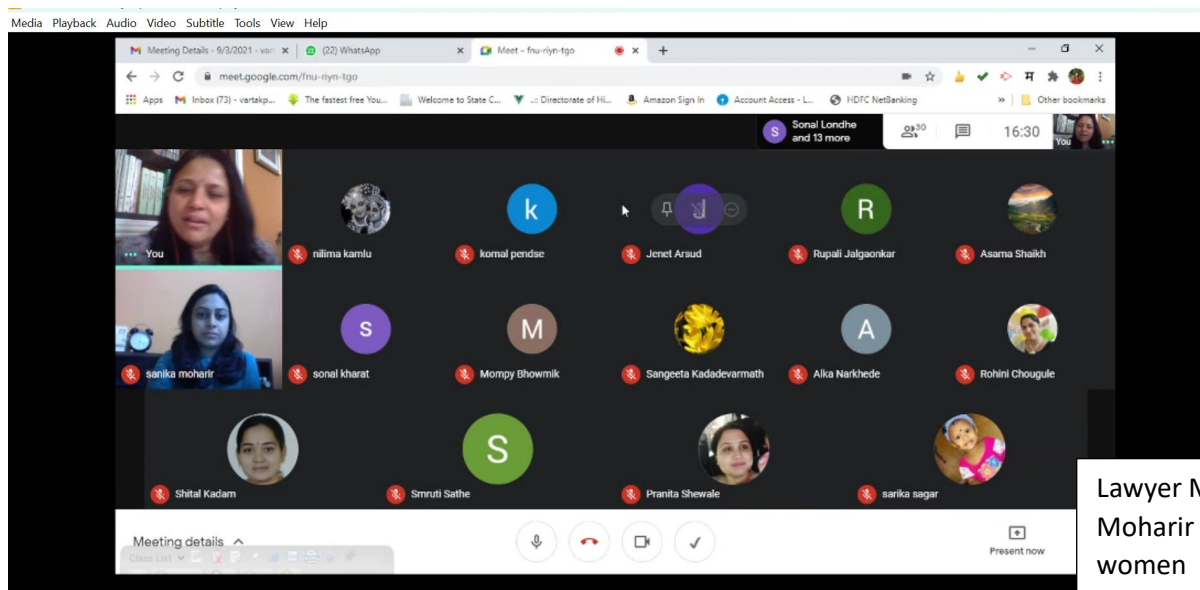 Media Playback Audio Video Subtitle Tools View Help
Meeting Details - 9/3/2021 - vart
(22) WhatsApp
Meet – fnu-riyn-tgo
meet.google.com/fnu-riyn-tgo
म
Apps Inbox (73) - vartakp... The fastest free You... Welcome to State C... ..: Directorate of Hi... Amazon Sign In Account Access - L... HDFC NetBanking » Other bookmarks
S Sonal Londhe
and 13 more
30
16:30
You
k
R
You
nilima kamlu
komal pendse
Jenet Arsud
Rupali Jalgaonkar
Asama Shaikh
s
M
A
sanika moharir
sonal kharat
Mompy Bhowmik
Sangeeta Kadadevarmath
Alka Narkhede
Rohini Chougule
S
Shital Kadam
Smruti Sathe
Pranita Shewale
sarika sagar
Meeting details
Class List
Present now
Lawyer
Moharir
women